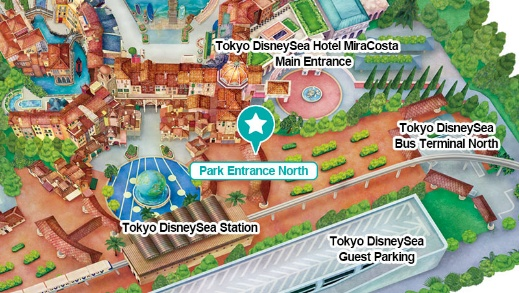 Tokyo DisneySea Hotel MiraCosta
Main Entrance
Tokyo DisneySea
Bus Terminal North
Park Entrance North
Tokyo DisneySea Station
Tokyo DisneySea
Guest Parking